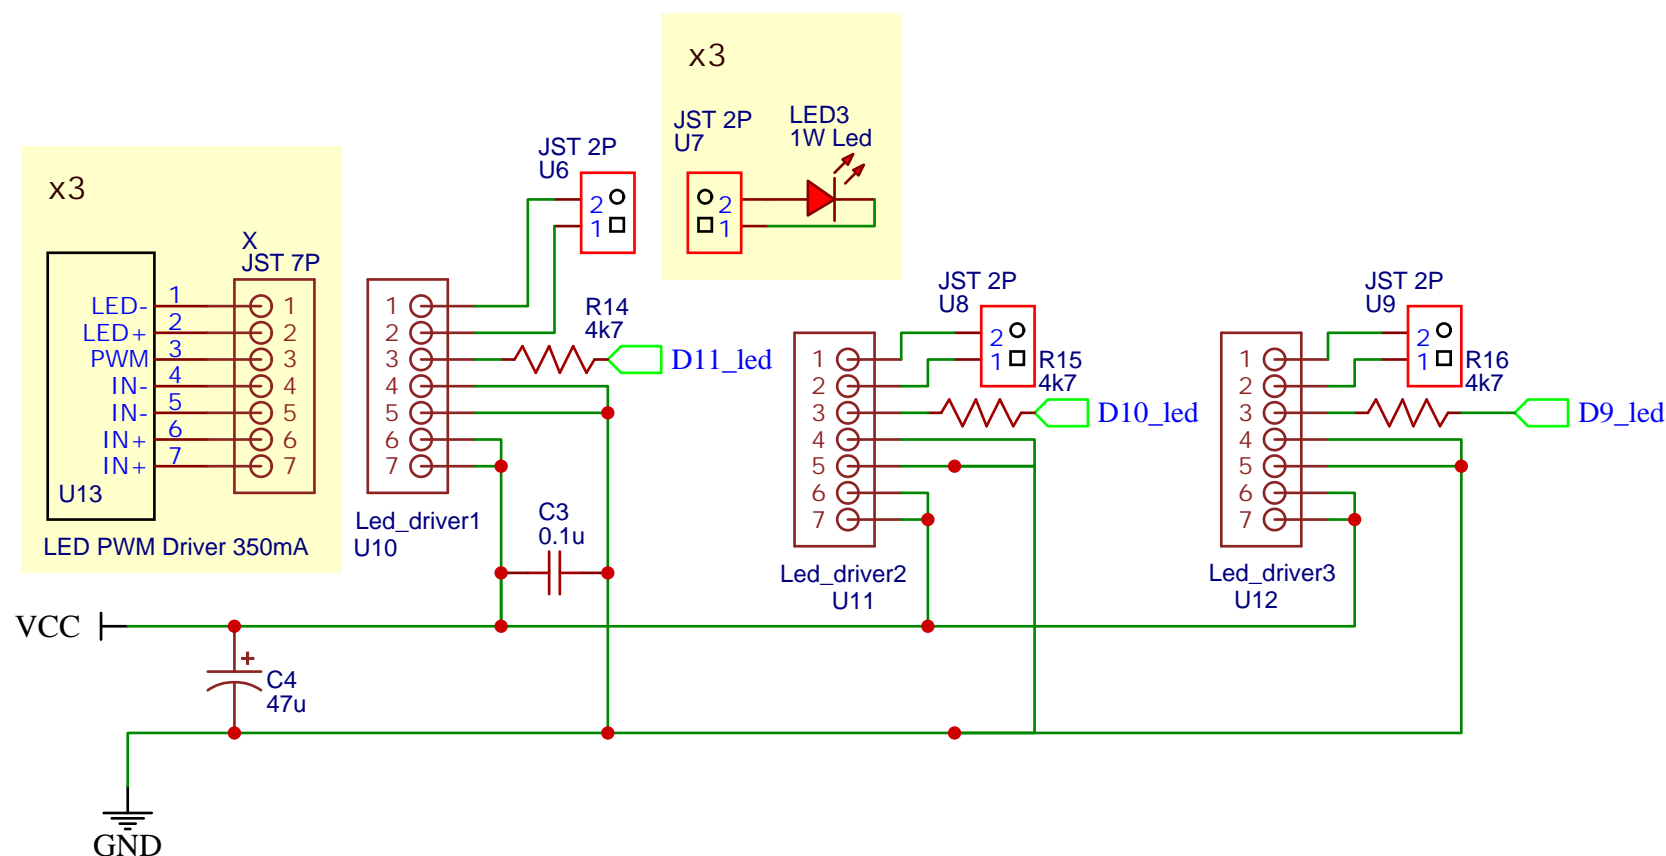 x3
JST 2P
U7
LED3
1W Led
2
1
JST 2P
U6
2
1
x3
X
JST 7P
LED- 1 1
LED+ 2 2
PWM 3 3
IN- 4 4
IN- 5 5
IN+ 6 6
IN+ 7 7
U13
LED PWM Driver 350mA
1
2
3
4
5
6
7
R14
4k7
D11_led
Led_driver1
U10
C3
0.1u
JST 2P
U8
2
1
R15
4k7
1
2
3
4
5
6
7
D10_led
Led_driver2
U11
JST 2P
U9
2
1
R16
4k7
1
2
3
4
5
6
7
D9_led
Led_driver3
U12
VCC
+
C4
47u
GND